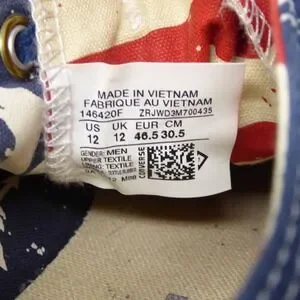 MADE IN VIETNAM
FABRIQUE AU VIETNAM
146420F ZRJWD3M700435
US UK EUR CM
12 12 46.5 30.5
GENDER: MEN
UPPER: TEXTILE
TEXTILE
CONVERSE